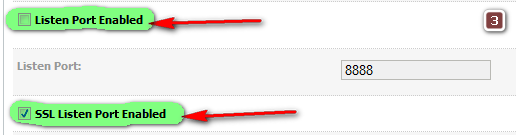 Listen Port Enabled
3
Listen Port:
8888
SSL Listen Port Enabled